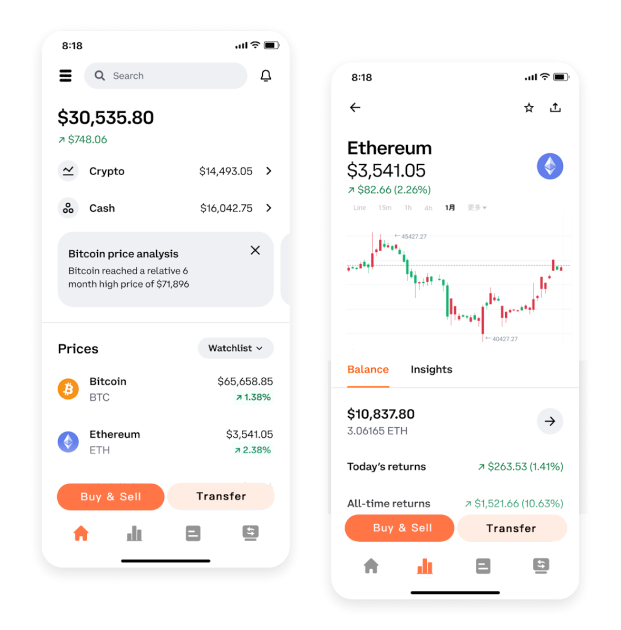 8:18
Search
$30,535.80
↗ $748.06
Crypto $14,493.05
Cash $16,042.75
Bitcoin price analysis
Bitcoin reached a relative 6
month high price of $71,896
Prices Watchlist
Bitcoin $65,658.85
BTC ↗ 1.38%
Ethereum $3,541.05
ETH ↗ 2.38%
Buy & Sell Transfer
8:18
Ethereum
$3,541.05
↗ $82.66 (2.26%)
Line 15m 1h 4h 1月 更多
45427.27
40427.27
Balance Insights
$10,837.80
3.06165 ETH
Today's returns ↗ $263.53 (1.41%)
All-time returns ↗ $1,521.66 (10.63%)
Buy & Sell Transfer